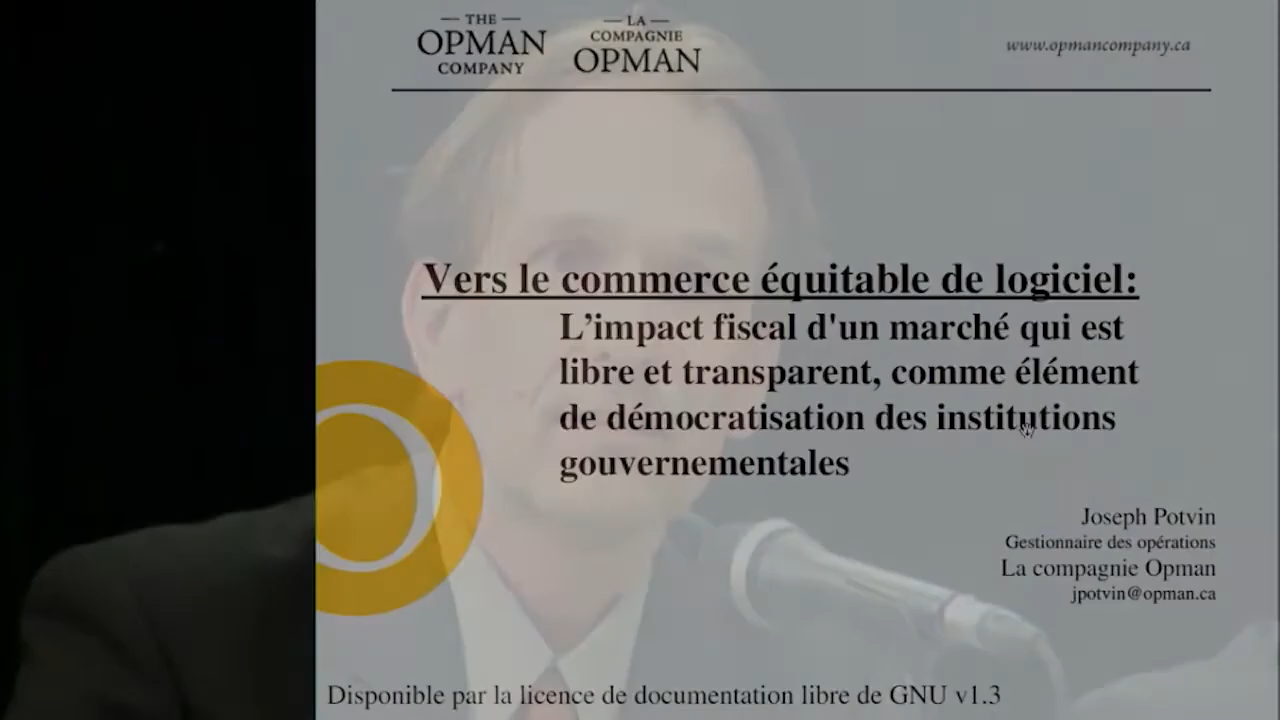 THE
OPMAN
COMPANY
LA
COMPAGNIE
OPMAN
www.opmancompany.ca
Vers le commerce équitable de logiciel:
L’impact fiscal d'un marché qui est
libre et transparent, comme élément
de démocratisation des institutions
gouvernementales
Joseph Potvin
Gestionnaire des opérations
La compagnie Opman
jpotvin@opman.ca
Disponible par la licence de documentation libre de GNU v1.3